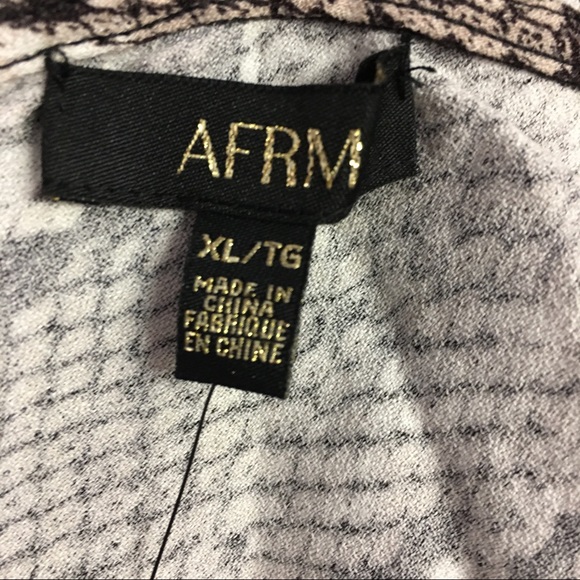 AFRM
XL/TG
MADE IN
CHINA
FABRIQUE
EN CHINE